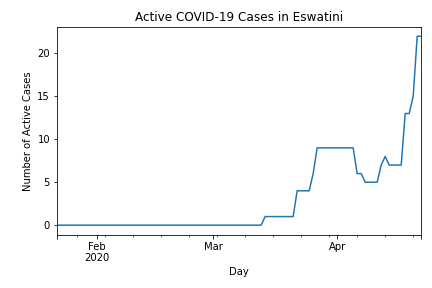 Active COVID-19 Cases in Eswatini
Number of Active Cases
20
15
10
5
0
Feb
2020
Mar
Apr
Day